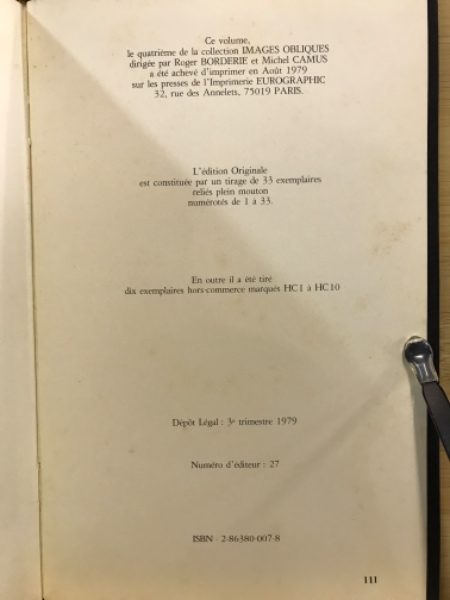 Ce volume,
le quatrième de la collection IMAGES OBLIQUES
dirigée par Roger BORDERIE et Michel CAMUS
a été achevé d'imprimer en Août 1979
sur les presses de l'Imprimerie EUROGRAPHIC
32, rue des Annelets, 75019 PARIS.
L'édition Originale
est constituée par un tirage de 33 exemplaires
reliés plein mouton
numérotés de 1 à 33.
En outre il a été tiré
dix exemplaires hors-commerce marqués HC1 à HC10
Dépôt Légal : 3e trimestre 1979
Numéro d'éditeur : 27
ISBN - 2-86380-007-8
111